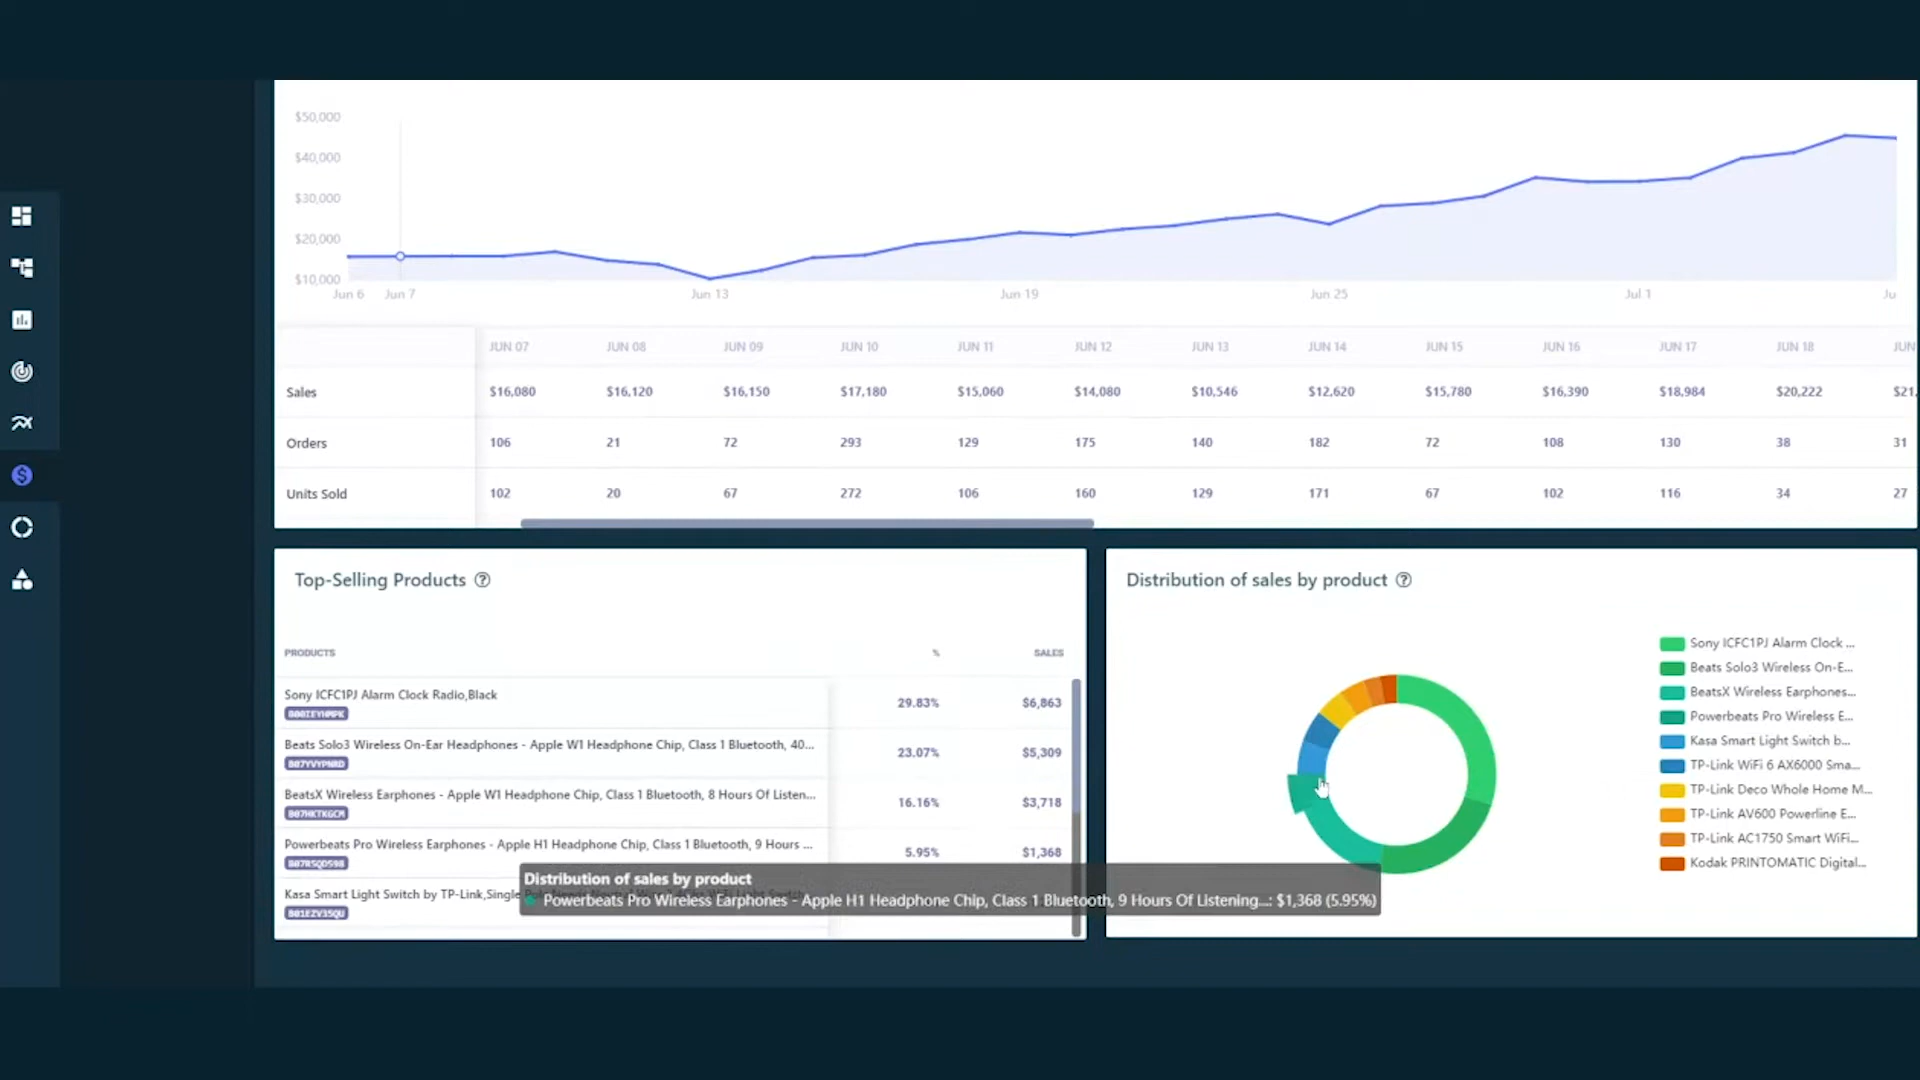 $50,000
$40,000
$30,000
$20,000
$10,000
Jun 6 Jun 7 Jun 13 Jun 19 Jun 25 Jul 1 Ju
JUN 07 JUN 08 JUN 09 JUN 10 JUN 11 JUN 12 JUN 13 JUN 14 JUN 15 JUN 16 JUN 17 JUN 18 JUN
Sales $16,080 $16,120 $16,150 $17,180 $15,060 $14,080 $10,546 $12,620 $15,780 $16,390 $18,984 $20,222 $21,
Orders 106 21 72 293 129 175 140 182 72 108 130 38 31
Units Sold 102 20 67 272 106 160 129 171 67 102 116 34 27
Top-Selling Products ?
PRODUCTS % SALES
Sony ICFC1PJ Alarm Clock Radio,Black 29.83% $6,863
Beats Solo3 Wireless On-Ear Headphones - Apple W1 Headphone Chip, Class 1 Bluetooth, 40... 23.07% $5,309
B07YVYPNRD
BeatsX Wireless Earphones - Apple W1 Headphone Chip, Class 1 Bluetooth, 8 Hours Of Listen... 16.16% $3,718
B07HKTKGCM
Powerbeats Pro Wireless Earphones - Apple H1 Headphone Chip, Class 1 Bluetooth, 9 Hours ... 5.95% $1,368
B07R5QD598
Kasa Smart Light Switch by TP-Link,Single
B01EZV35QU
Distribution of sales by product ?
Sony ICFC1PJ Alarm Clock ...
Beats Solo3 Wireless On-E...
BeatsX Wireless Earphones...
Powerbeats Pro Wireless E...
Kasa Smart Light Switch b...
TP-Link WiFi 6 AX6000 Sma...
TP-Link Deco Whole Home M...
TP-Link AV600 Powerline E...
TP-Link AC1750 Smart WiFi...
Kodak PRINTOMATIC Digital...
Distribution of sales by product
Powerbeats Pro Wireless Earphones - Apple H1 Headphone Chip, Class 1 Bluetooth, 9 Hours Of Listening...: $1,368 (5.95%)